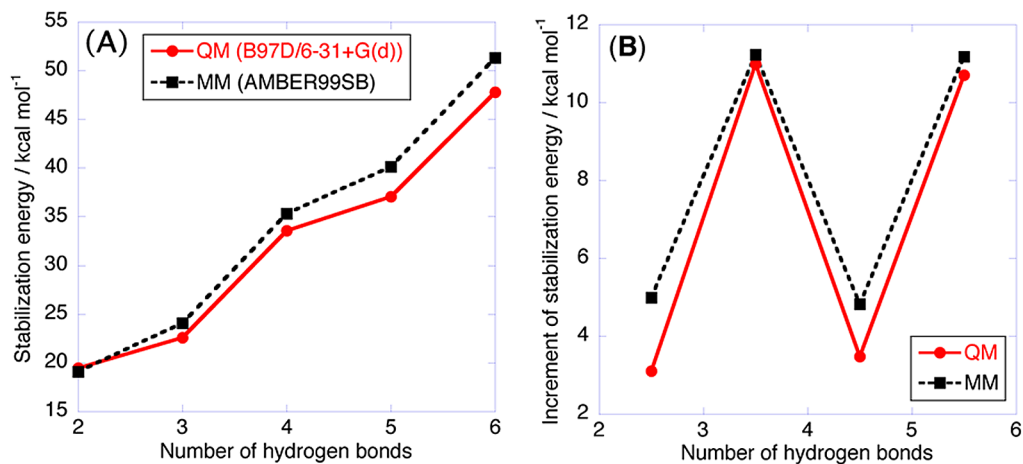 (A)
QM (B97D/6-31+G(d))
MM (AMBER99SB)
Stabilization energy / kcal mol⁻¹
55
50
45
40
35
30
25
20
15
2 3 4 5 6
Number of hydrogen bonds
(B)
Increment of stabilization energy / kcal mol⁻¹
12
10
8
6
4
2
QM
MM
2 3 4 5 6
Number of hydrogen bonds